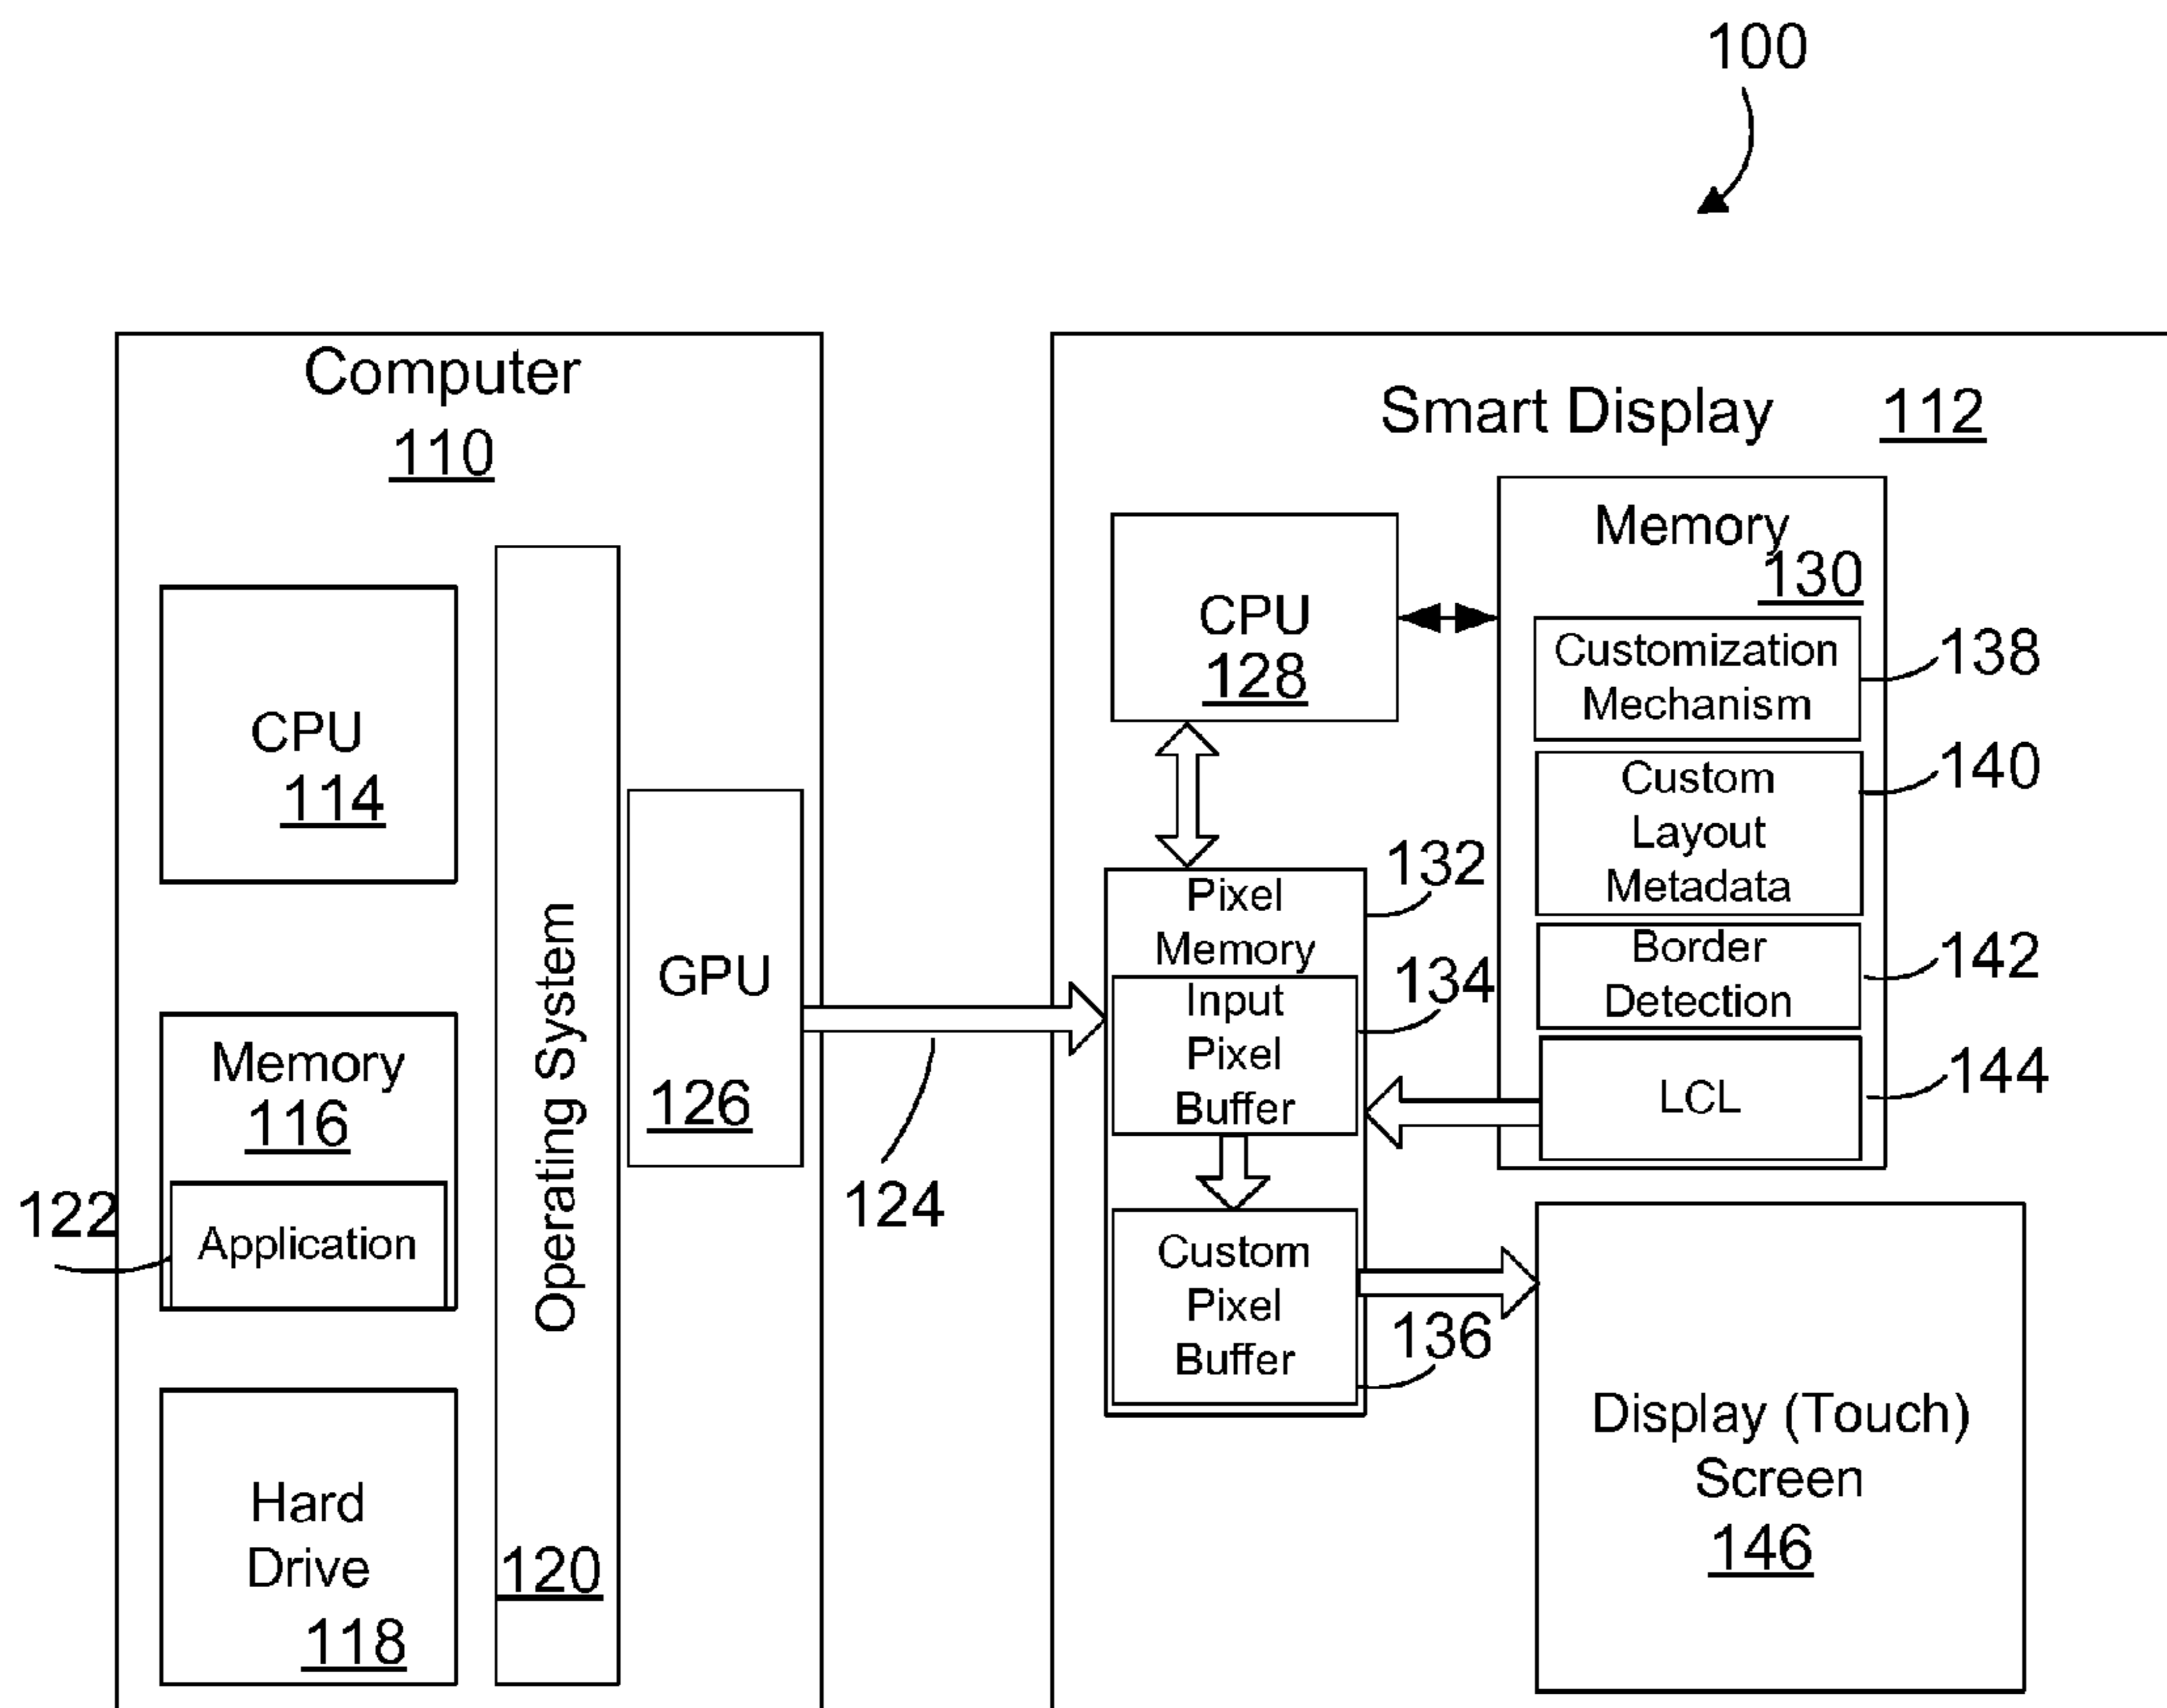 100
Computer
110
CPU
114
Memory
116
Application
122
Hard
Drive
118
Operating System
120
GPU
126
124
Smart Display 112
CPU
128
Memory
130
Customization
Mechanism
138
Custom
Layout
Metadata
140
Border
Detection
142
LCL
144
Pixel
Memory
132
Input
Pixel
Buffer
134
Custom
Pixel
Buffer
136
Display (Touch)
Screen
146